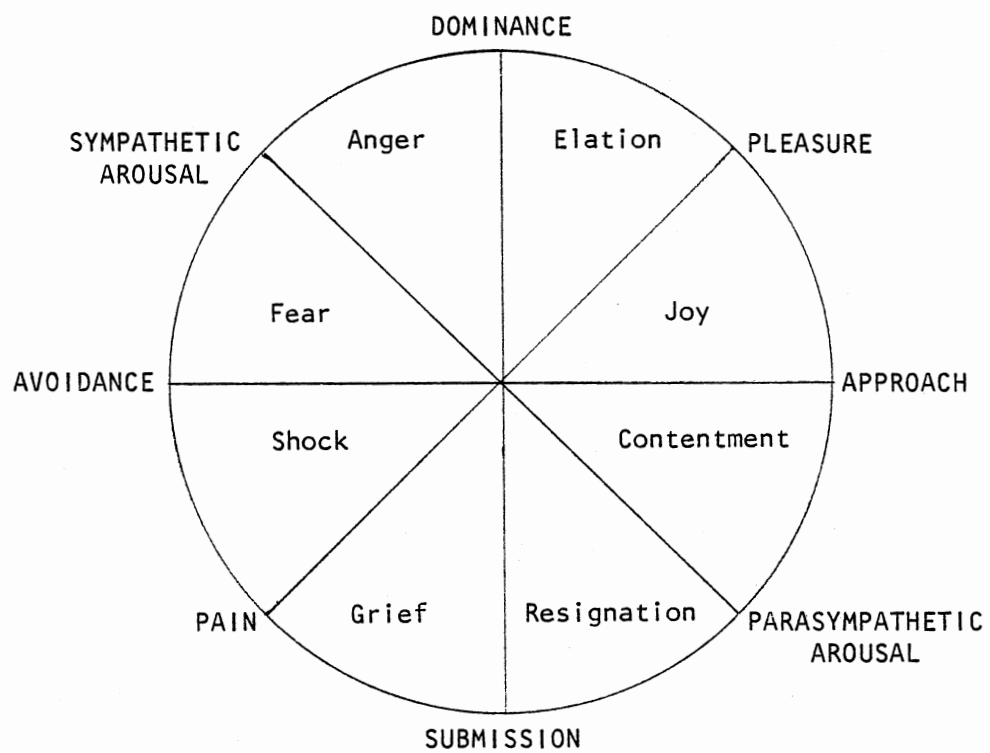 DOMINANCE
SYMPATHETIC
AROUSAL
Anger
Elation
PLEASURE
Fear
Joy
AVOIDANCE
APPROACH
Shock
Contentment
PAIN
Grief
Resignation
PARASYMPATHETIC
AROUSAL
SUBMISSION